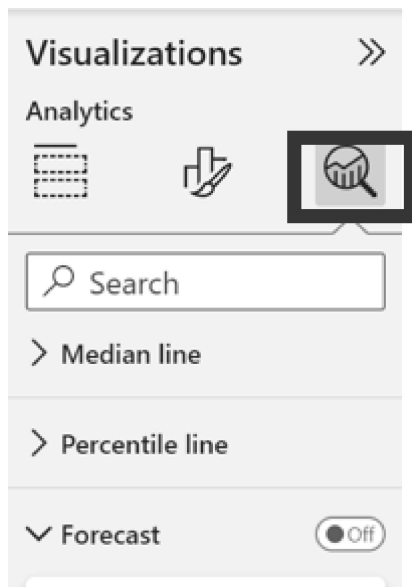 Visualizations
Analytics
Search
Median line
Percentile line
Forecast Off